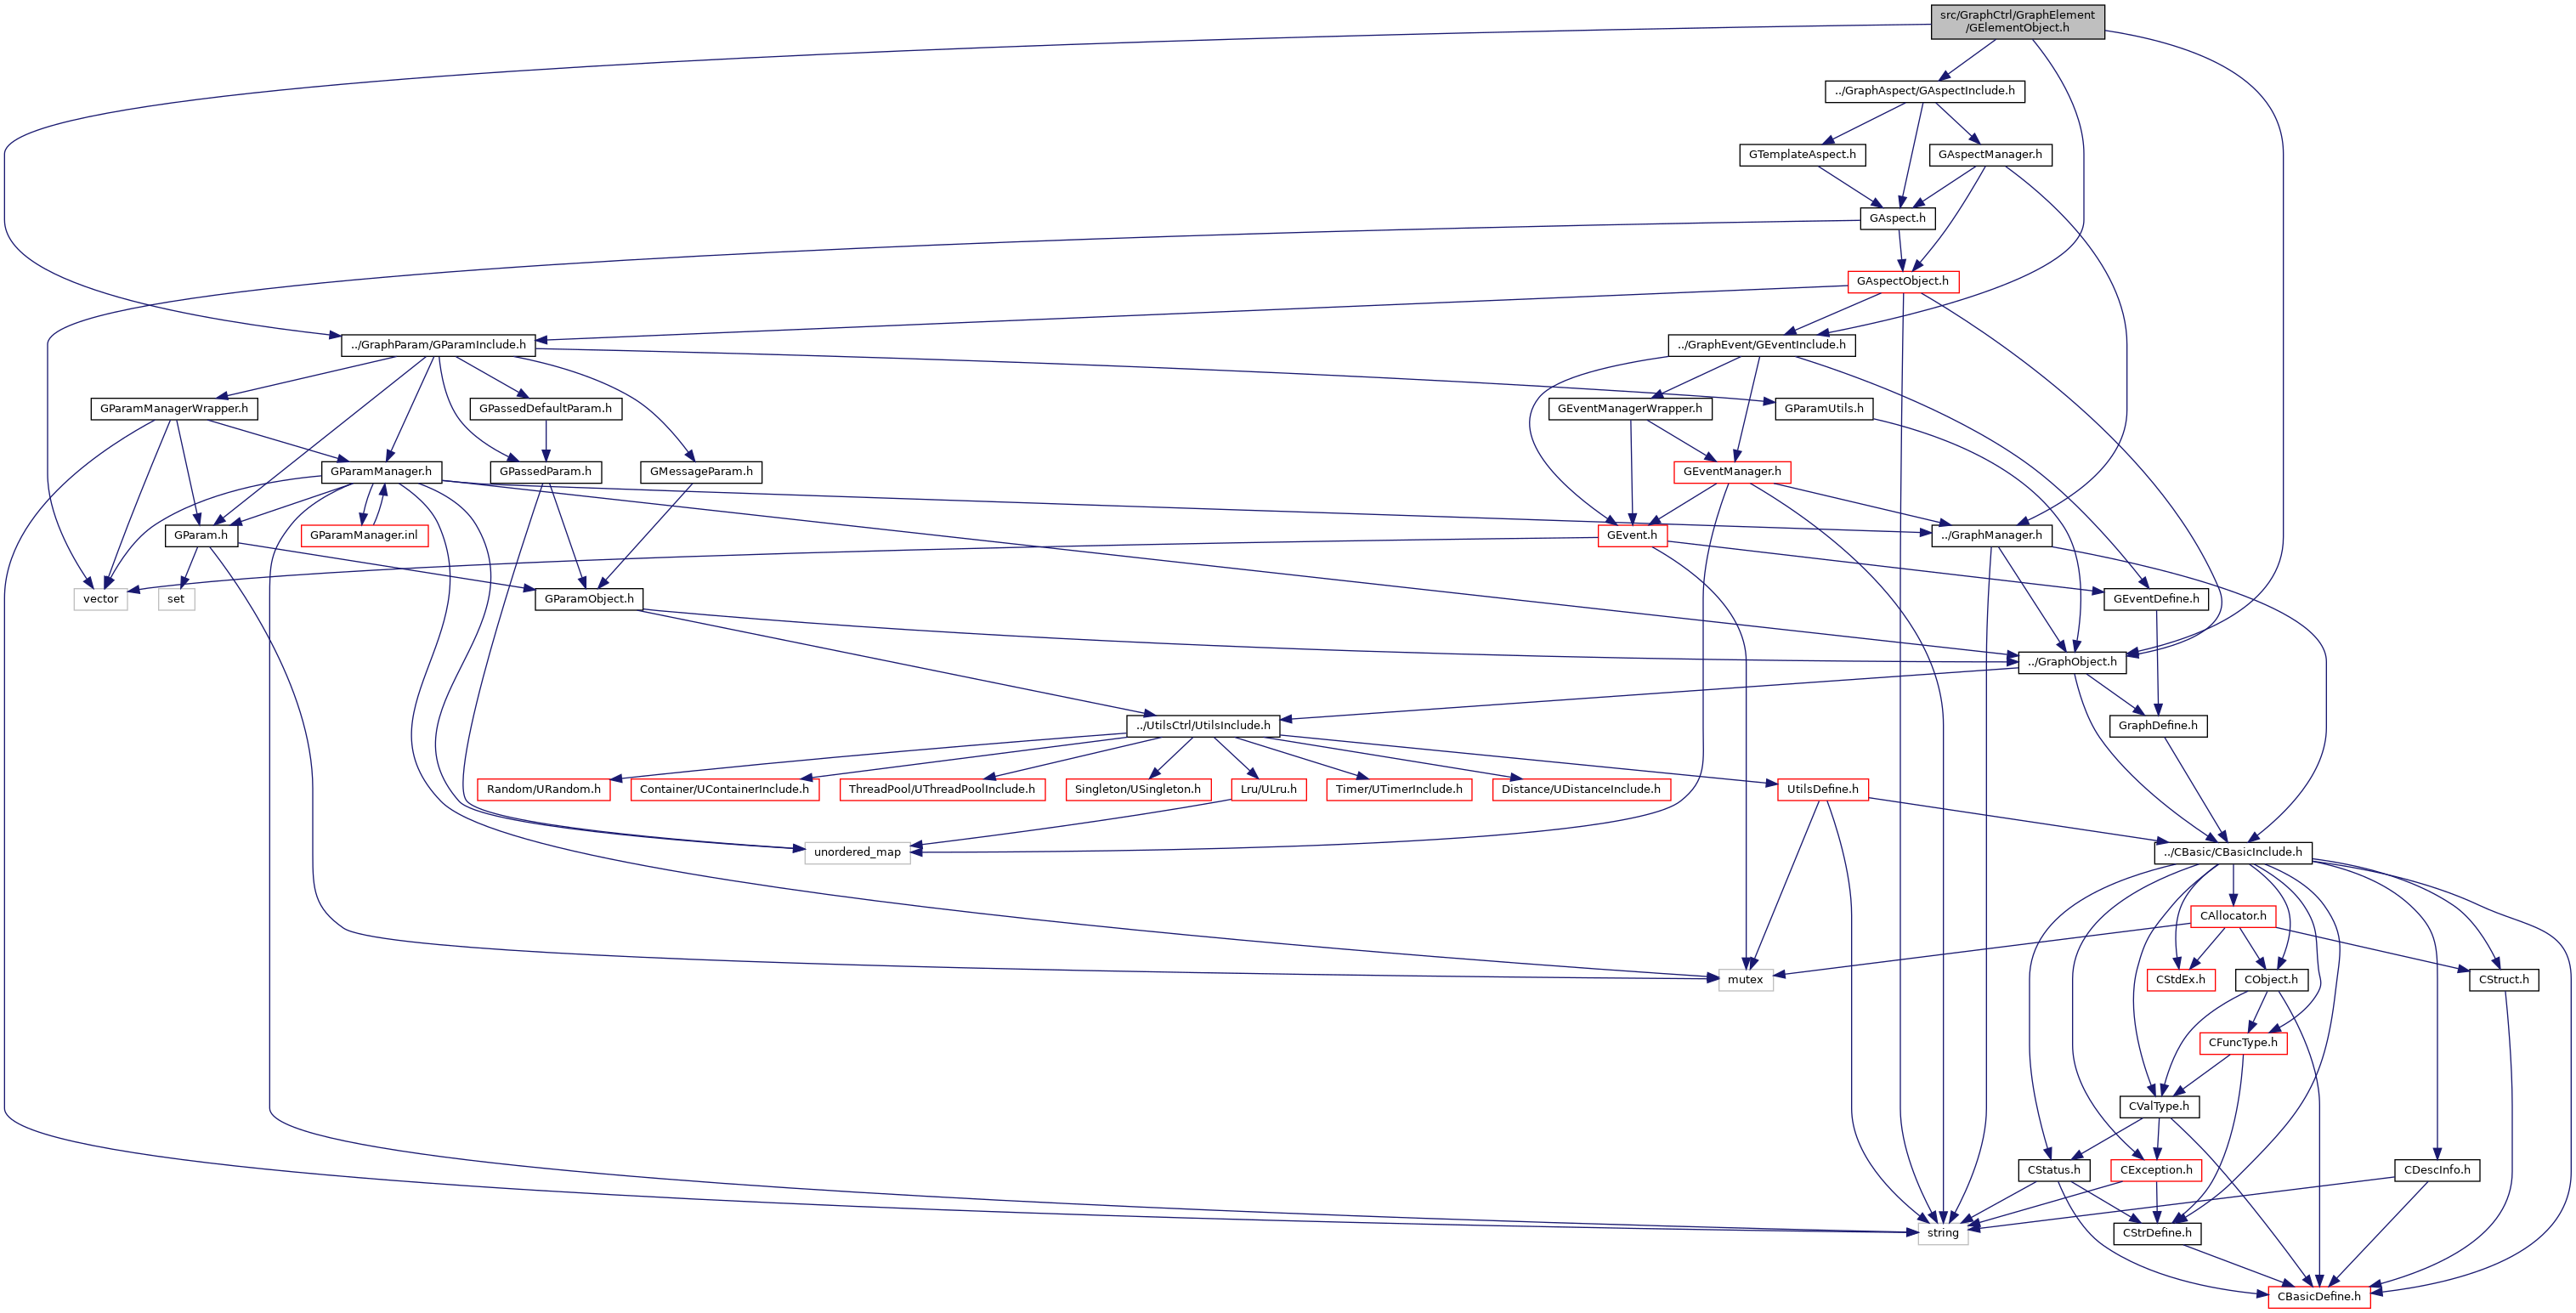 src/GraphCtrl/GraphElement
/GElementObject.h
../GraphAspect/GAspectInclude.h
GTemplateAspect.h
GAspectManager.h
GAspect.h
GAspectObject.h
../GraphParam/GParamInclude.h
../GraphEvent/GEventInclude.h
GParamManagerWrapper.h
GPassedDefaultParam.h
GEventManagerWrapper.h
GParamUtils.h
GParamManager.h
GPassedParam.h
GMessageParam.h
GEventManager.h
GParam.h
GParamManager.inl
GEvent.h
../GraphManager.h
vector
set
GParamObject.h
GEventDefine.h
../GraphObject.h
../UtilsCtrl/UtilsInclude.h
GraphDefine.h
Random/URandom.h
Container/UContainerInclude.h
ThreadPool/UThreadPoolInclude.h
Singleton/USingleton.h
Lru/ULru.h
Timer/UTimerInclude.h
Distance/UDistanceInclude.h
UtilsDefine.h
unordered_map
../CBasic/CBasicInclude.h
CAllocator.h
mutex
CStdEx.h
CObject.h
CStruct.h
CFuncType.h
CValType.h
CStatus.h
CException.h
CDescInfo.h
string
CStrDefine.h
CBasicDefine.h